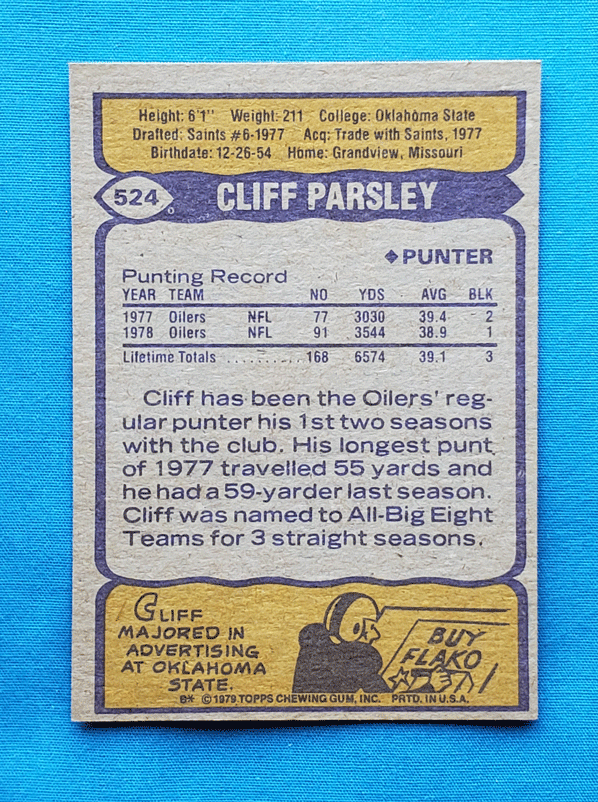 Height: 6'1" Weight: 211 College: Oklahoma State
Drafted: Saints #6-1977 Acq: Trade with Saints, 1977
Birthdate: 12-26-54 Home: Grandview, Missouri
524 CLIFF PARSLEY
PUNTER
Punting Record
YEAR TEAM NO YDS AVG BLK
1977 Oilers NFL 77 3030 39.4 2
1978 Oilers NFL 91 3544 38.9 1
Lifetime Totals .......... 168 6574 39.1 3
Cliff has been the Oilers' reg-
ular punter his 1st two seasons
with the club. His longest punt
of 1977 travelled 55 yards and
he had a 59-yarder last season.
Cliff was named to All-Big Eight
Teams for 3 straight seasons.
CLIFF
MAJORED IN
ADVERTISING
AT OKLAHOMA
STATE.
BUY
FLAKO
B* © 1979 TOPPS CHEWING GUM, INC. PRTD. IN U.S.A.